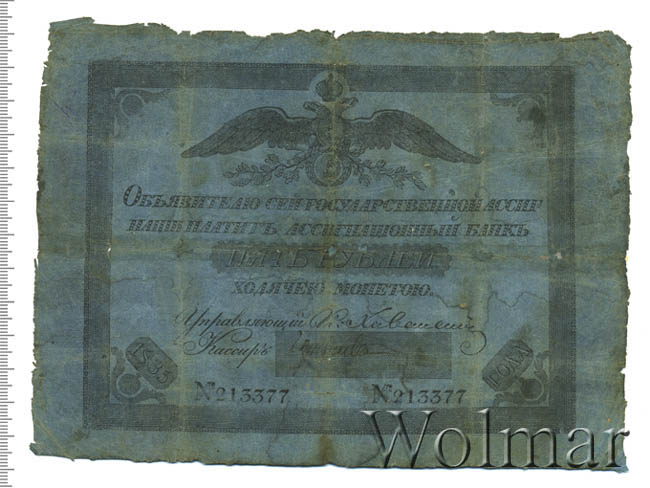 Объявителю сей государственной ассиг
націи платитъ ассигнаціонный банкъ
ПЯТЬ РУБЛЕЙ
ходячею монетою.
Управляющій
Кассиръ
1833 ГОДА
№213377 №213377
Wolmar